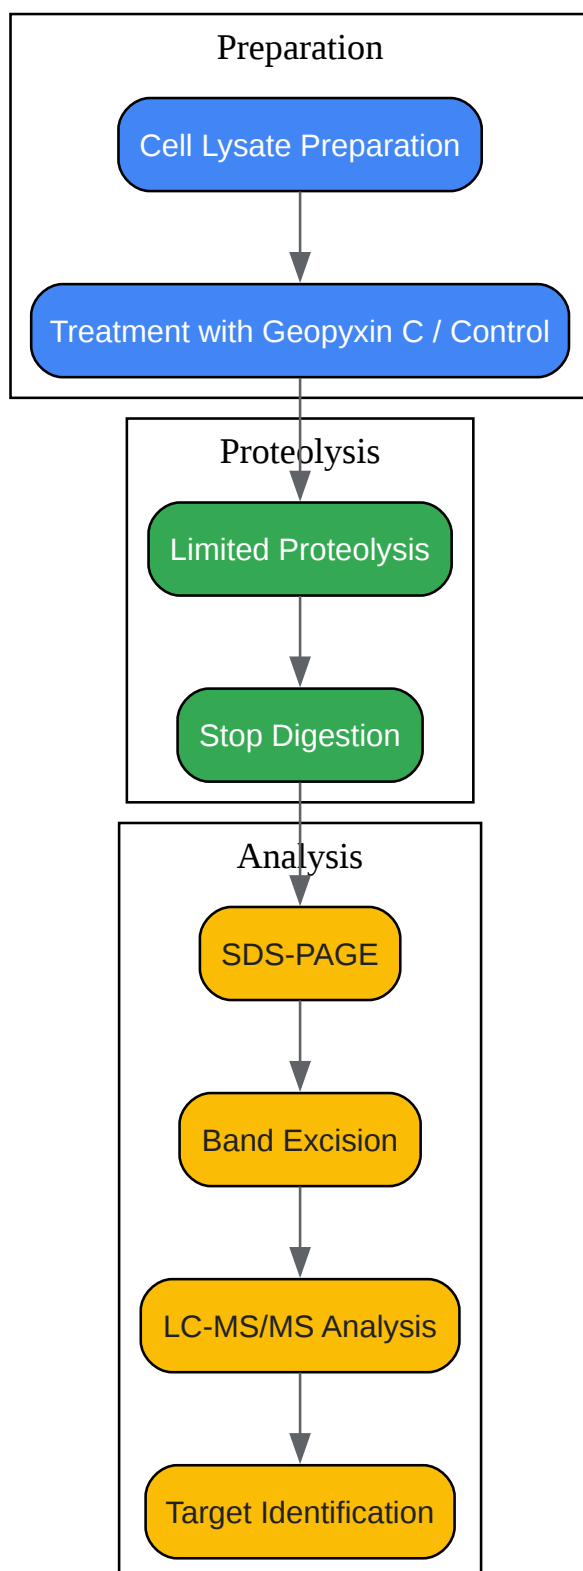 Preparation
Cell Lysate Preparation
Treatment with Geopyxin C / Control
Proteolysis
Limited Proteolysis
Stop Digestion
Analysis
SDS-PAGE
Band Excision
LC-MS/MS Analysis
Target Identification